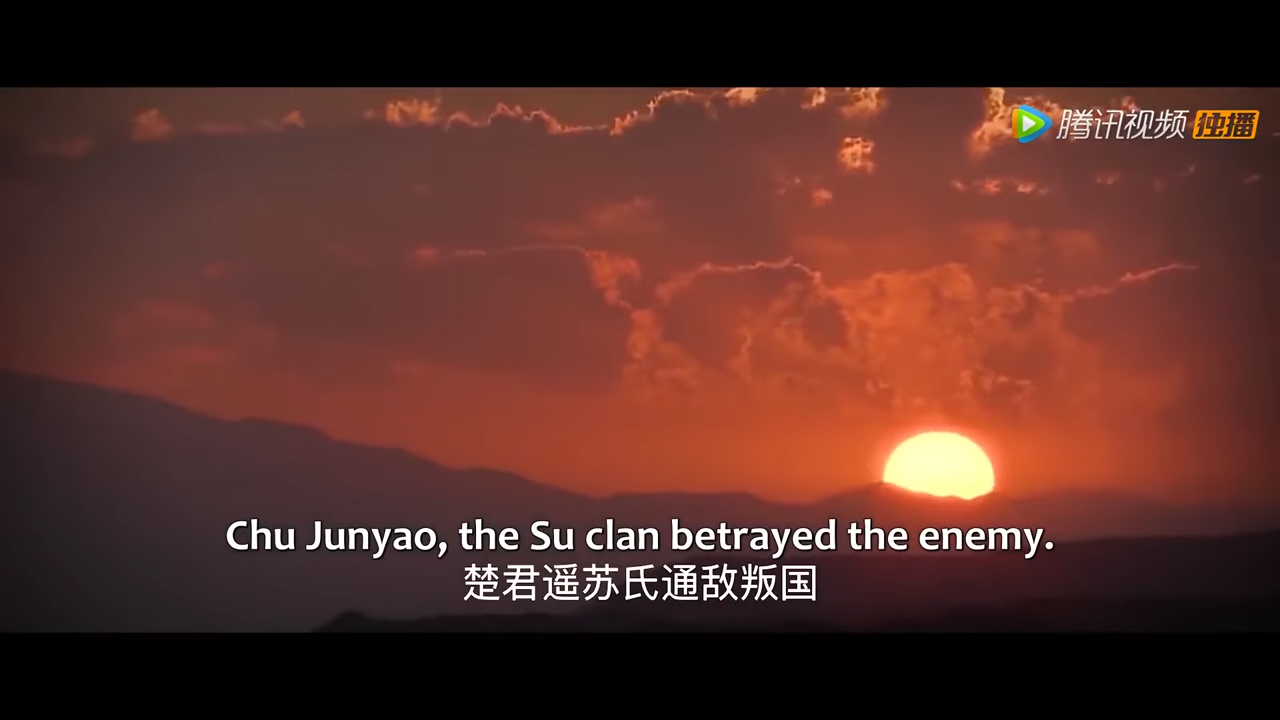 腾讯视频 独播
Chu Junyao, the Su clan betrayed the enemy.
楚君遥苏氏通敌叛国